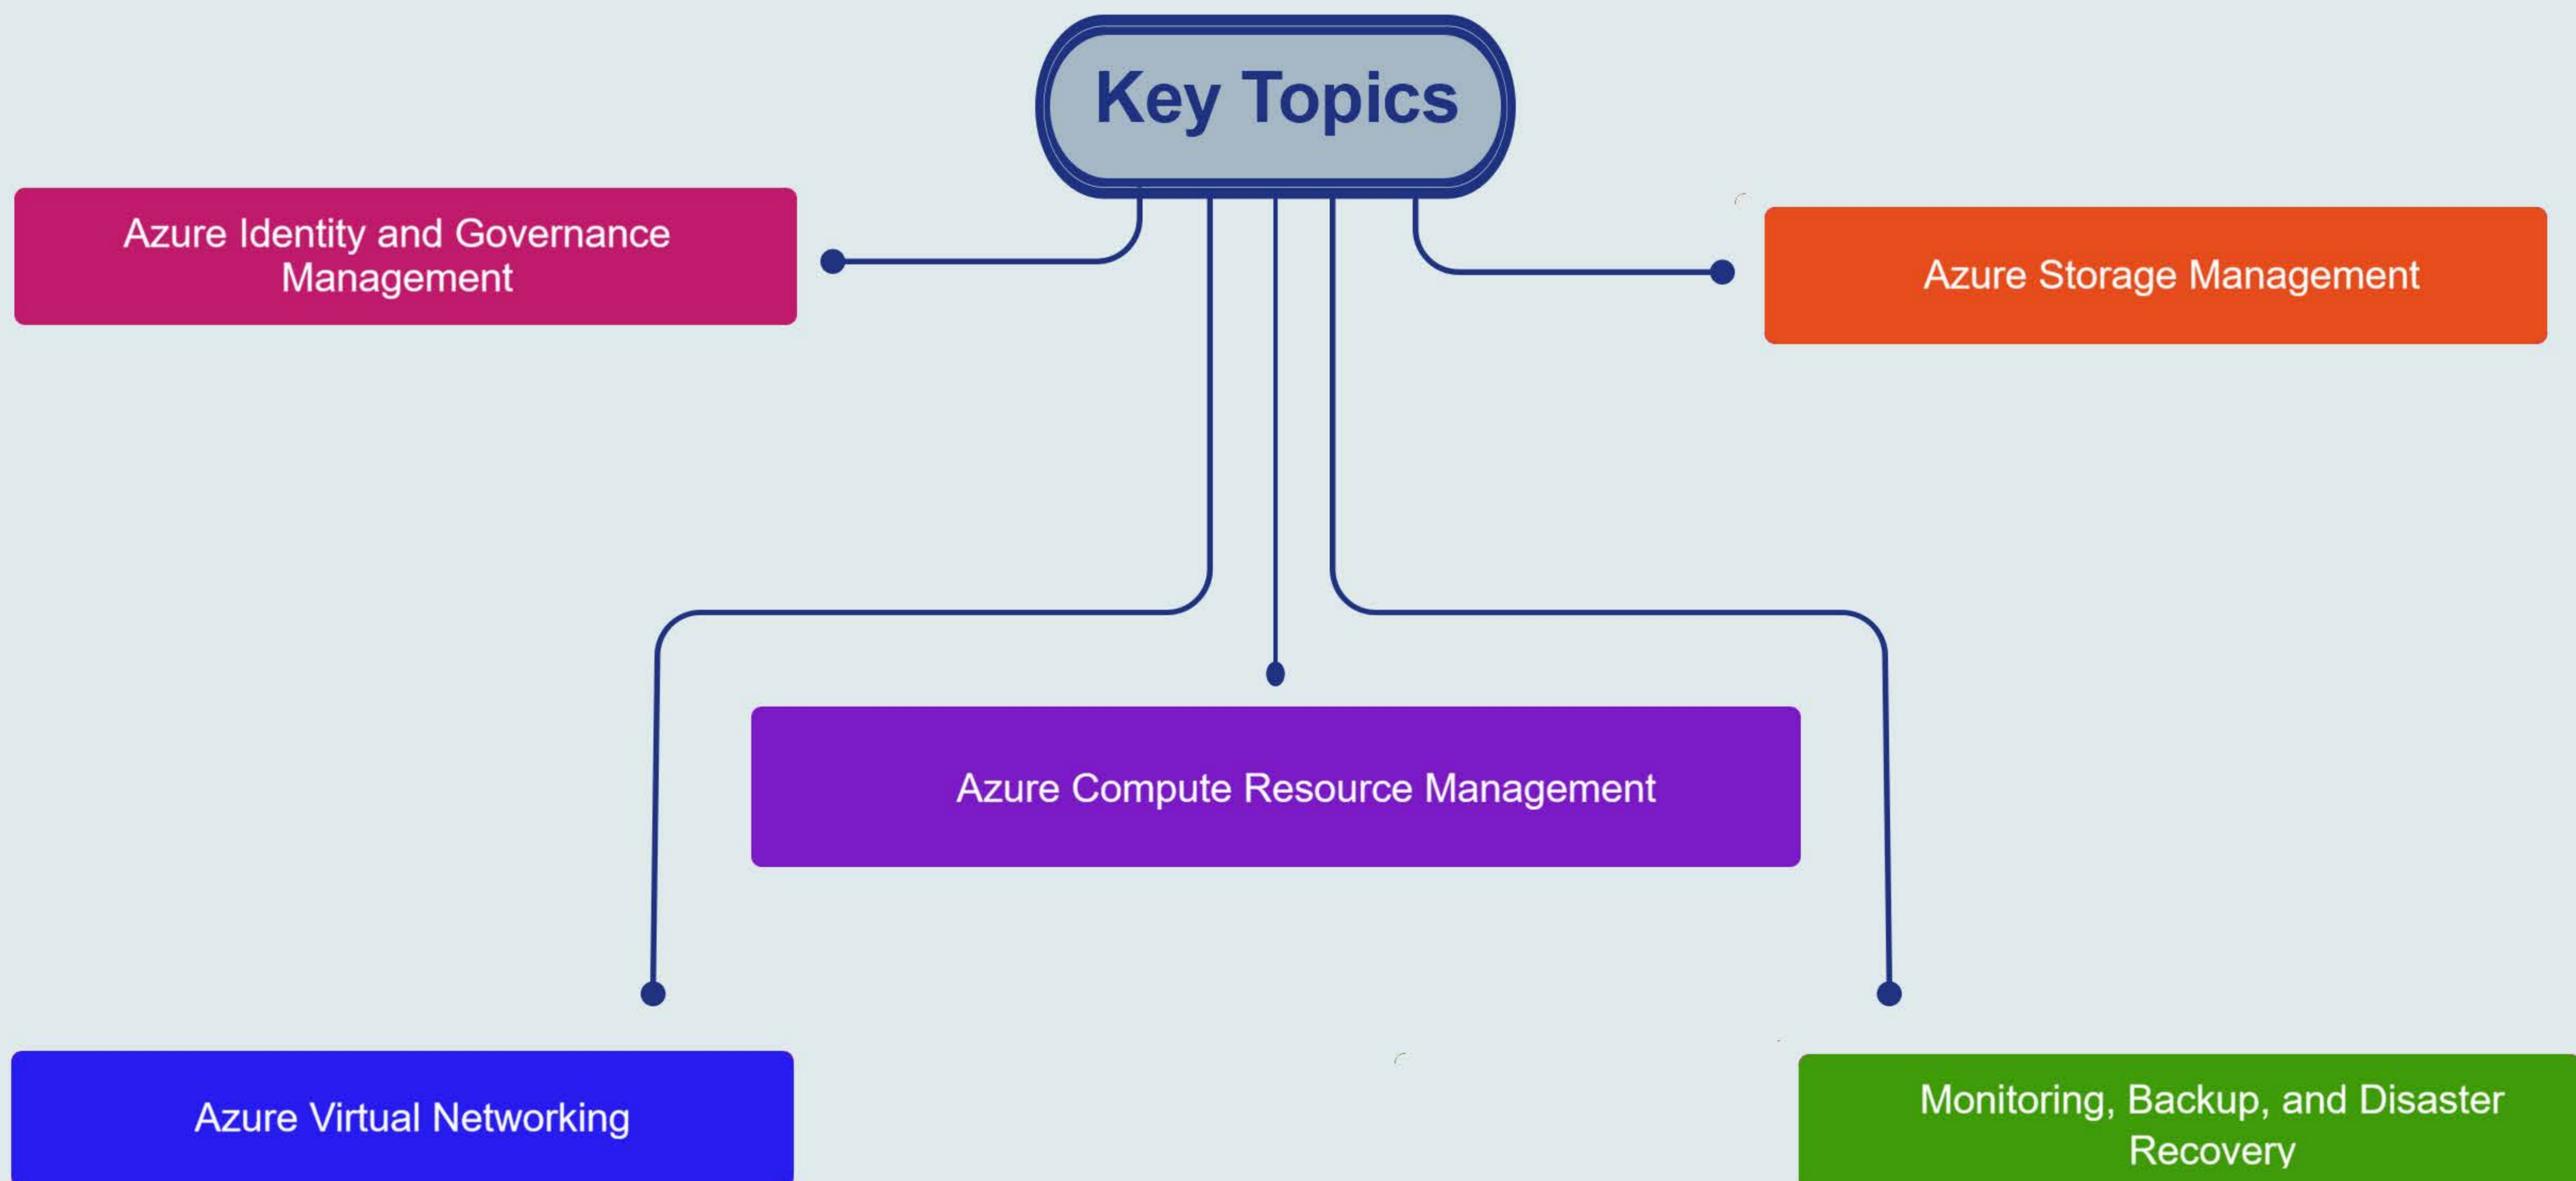 Key Topics
Azure Identity and Governance
Management
Azure Storage Management
Azure Compute Resource Management
Azure Virtual Networking
Monitoring, Backup, and Disaster
Recovery